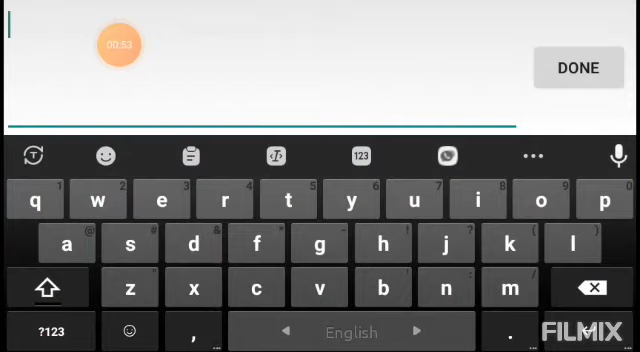 00:53
DONE
T T 123
q 1 w 2 e 3 r 4 t 5 y 6 u 7 i 8 o 9 p 0
a @ s # d & f * g - h ! j ? k ( l )
z x c v b ' n : m /
?123 , English .
FILMIX